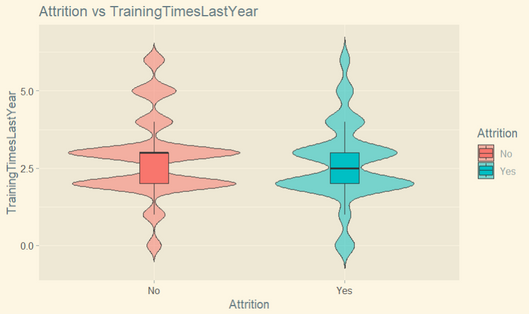 Attrition vs TrainingTimesLastYear
TrainingTimesLastYear
5.0
2.5
0.0
No
Yes
Attrition
Attrition
No
Yes